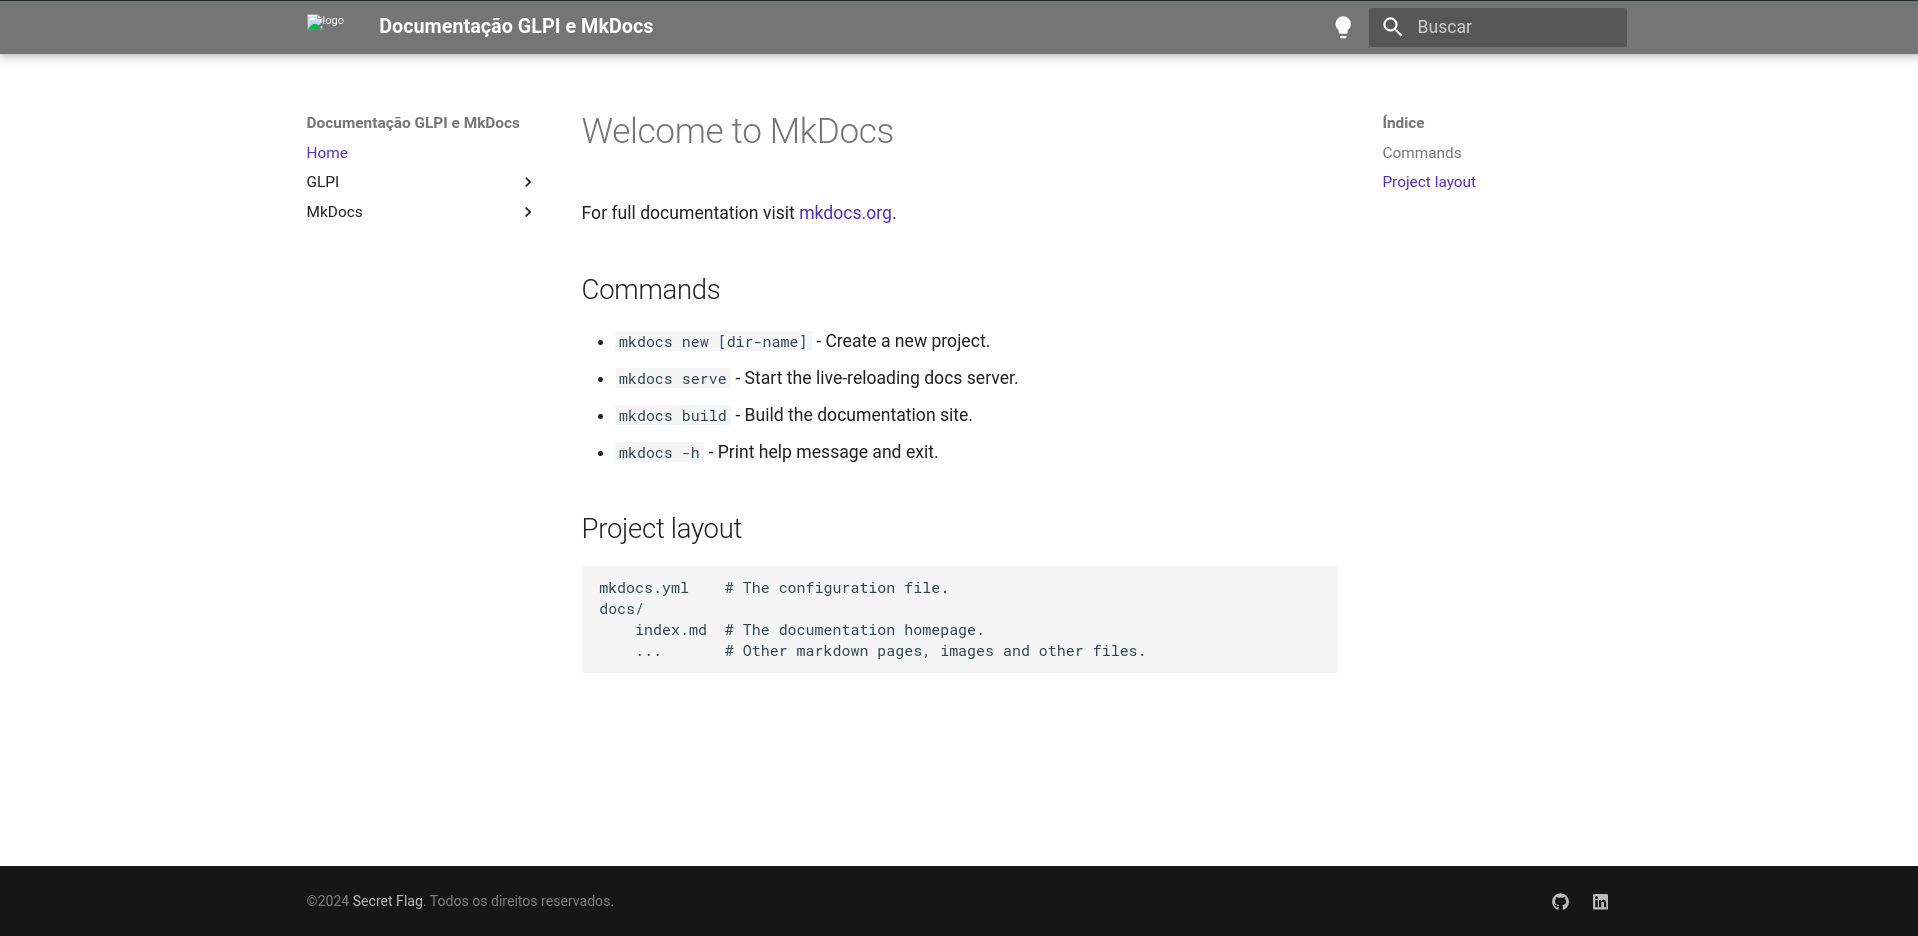 logo
Documentação GLPI e MkDocs
Buscar
Documentação GLPI e MkDocs
Home
GLPI
MkDocs
Welcome to MkDocs
For full documentation visit mkdocs.org.
Commands
mkdocs new [dir-name] - Create a new project.
mkdocs serve - Start the live-reloading docs server.
mkdocs build - Build the documentation site.
mkdocs -h - Print help message and exit.
Project layout
mkdocs.yml    # The configuration file.
docs/
    index.md  # The documentation homepage.
    ...       # Other markdown pages, images and other files.
Índice
Commands
Project layout
©2024 Secret Flag. Todos os direitos reservados.
in